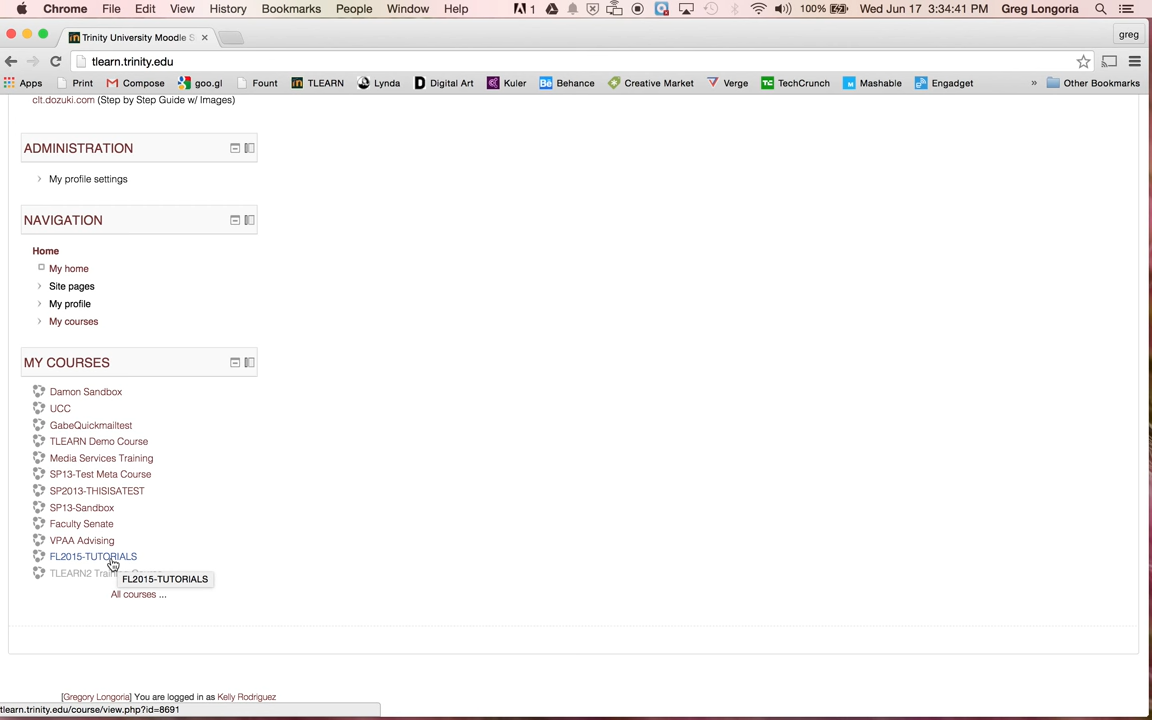 Chrome File Edit View History Bookmarks People Window Help 1 100% Wed Jun 17 3:34:41 PM Greg Longoria
Trinity University Moodle S × greg
tlearn.trinity.edu
Apps Print Compose goo.gl Fount TLEARN Lynda Digital Art Kuler Behance Creative Market Verge TechCrunch Mashable Engadget » Other Bookmarks
clt.dozuki.com (Step by Step Guide w/ Images)
ADMINISTRATION
My profile settings
NAVIGATION
Home
My home
Site pages
My profile
My courses
MY COURSES
Damon Sandbox
UCC
GabeQuickmailtest
TLEARN Demo Course
Media Services Training
SP13-Test Meta Course
SP2013-THISISATEST
SP13-Sandbox
Faculty Senate
VPAA Advising
FL2015-TUTORIALS
TLEARN2
FL2015-TUTORIALS
All courses ...
[Gregory Longoria] You are logged in as Kelly Rodriguez
tlearn.trinity.edu/course/view.php?id=8691